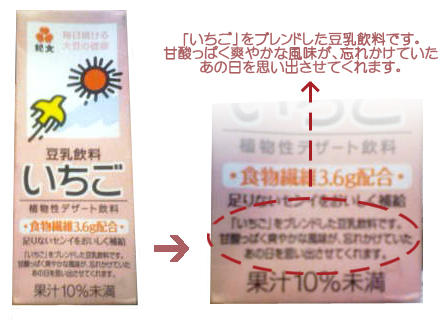 紀文
毎日続ける
大豆の健康
豆乳飲料
いちご
植物性デザート飲料
・食物繊維3.6g配合・
足りないセンイをおいしく補給
「いちご」をブレンドした豆乳飲料です。
甘酸っぱく爽やかな風味が、忘れかけていた
あの日を思い出させてくれます。
果汁10%未満
「いちご」をブレンドした豆乳飲料です。
甘酸っぱく爽やかな風味が、忘れかけていた
あの日を思い出させてくれます。
いちご
植物性デザート飲料
・食物繊維3.6g配合・
足りないセンイをおいしく補給
「いちご」をブレンドした豆乳飲料です。
甘酸っぱく爽やかな風味が、忘れかけていた
あの日を思い出させてくれます。
果汁10%未満